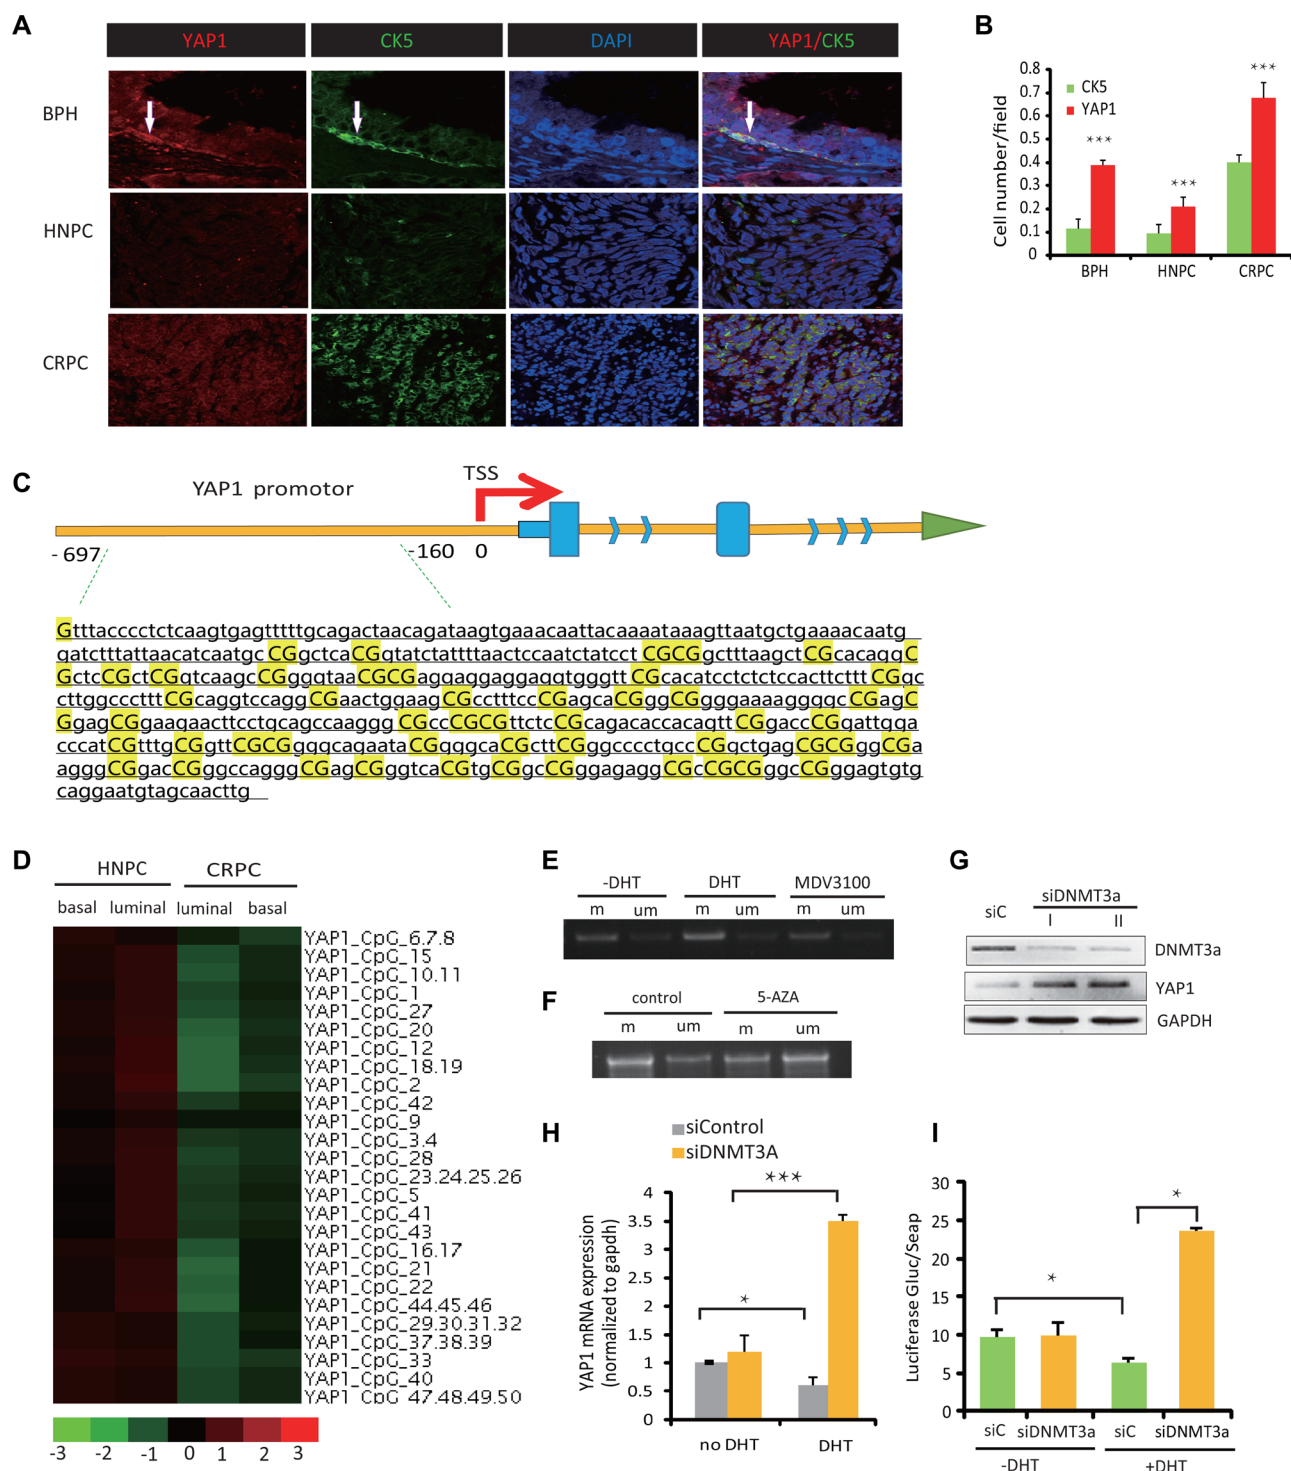 A
YAP1
CK5
DAPI
YAP1/CK5
BPH
HNPC
CRPC
B
CK5
YAP1
Cell number/field
0.8
0.7
0.6
0.5
0.4
0.3
0.2
0.1
0
***
***
***
BPH
HNPC
CRPC
C
YAP1 promotor
TSS
-697
-160
0
Gtttacccctctcaagtgagtttttgcagactaacagataagtgaaacaattacaaaataaagttaatgctgaaaacaatg
gatctttattaacatcaatgcCGggctcaCGgtatctattttaactccaatctatcctCGCGggctttaagctCGcacaggC
GctcCGctCGgtcaagcCGgggtaaCGCGaggaggaggaggtgggttCGcacatcctctctccacttctttCGgc
cttggccctttCGcaggtccaggCGaactggaagCGcctttccCGagcaCGggCGgggaaaaggggcCGagC
GgagCGgaagaacttcctgcagccaagggCGccCGCGttctcCGcagacaccacagttCGgaccCGgattgga
cccatCGtttgCGgttCGCGgggcagaataCGgggcaCGcttCGggcccctgccCGgctgagCGCGggCGa
agggCGgacCGggccagggCGagCGggtcaCGtgCGgcCGggagaggCGcCGCGggcCGggagtgtg
caggaatgtagcaacttg
D
HNPC
CRPC
basal
luminal
luminal
basal
YAP1_CpG_6.7.8
YAP1_CpG_15
YAP1_CpG_10.11
YAP1_CpG_1
YAP1_CpG_27
YAP1_CpG_20
YAP1_CpG_12
YAP1_CpG_18.19
YAP1_CpG_2
YAP1_CpG_42
YAP1_CpG_9
YAP1_CpG_3.4
YAP1_CpG_28
YAP1_CpG_23.24.25.26
YAP1_CpG_5
YAP1_CpG_41
YAP1_CpG_43
YAP1_CpG_16.17
YAP1_CpG_21
YAP1_CpG_22
YAP1_CpG_44.45.46
YAP1_CpG_29.30.31.32
YAP1_CpG_37.38.39
YAP1_CpG_33
YAP1_CpG_40
YAP1_CpG_47.48.49.50
-3 -2 -1 0 1 2 3
E
-DHT
DHT
MDV3100
m um m um m um
F
control
5-AZA
m um m um
G
siDNMT3a
siC
I
II
DNMT3a
YAP1
GAPDH
H
siControl
siDNMT3A
YAP1 mRNA expression
(normalized to gapdh)
4
3.5
3
2.5
2
1.5
1
0.5
0
***
*
no DHT
DHT
I
Luciferase Gluc/Seap
30
25
20
15
10
5
0
*
*
siC siDNMT3a siC siDNMT3a
-DHT
+DHT